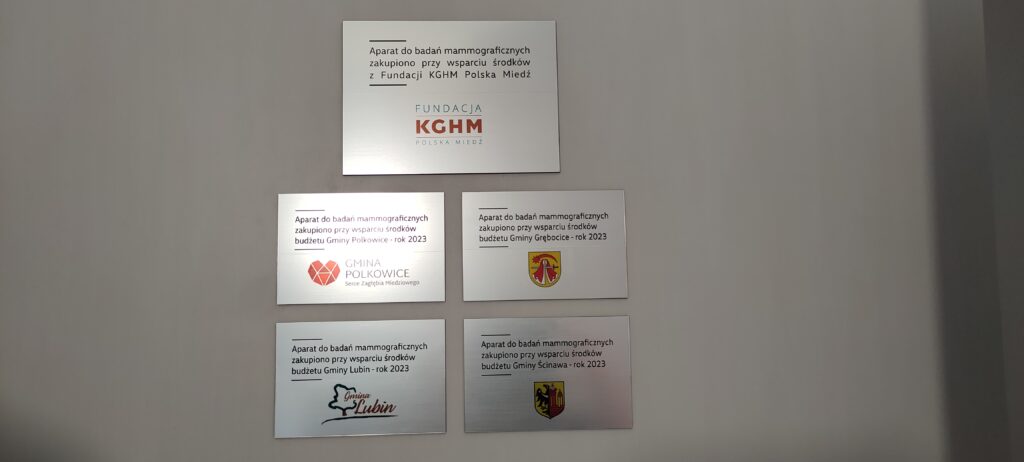 Aparat do badań mammograficznych
zakupiono przy wsparciu środków
z Fundacji KGHM Polska Miedź
FUNDACJA
KGHM
POLSKA MIEDŹ
Aparat do badań mammograficznych
zakupiono przy wsparciu środków
budżetu Gminy Polkowice - rok 2023
GMINA
POLKOWICE
Serce Zagłębia Miedziowego
Aparat do badań mammograficznych
zakupiono przy wsparciu środków
budżetu Gminy Grębocice - rok 2023
Aparat do badań mammograficznych
zakupiono przy wsparciu środków
budżetu Gminy Lubin - rok 2023
Gmina
Lubin
Aparat do badań mammograficznych
zakupiono przy wsparciu środków
budżetu Gminy Ścinawa - rok 2023